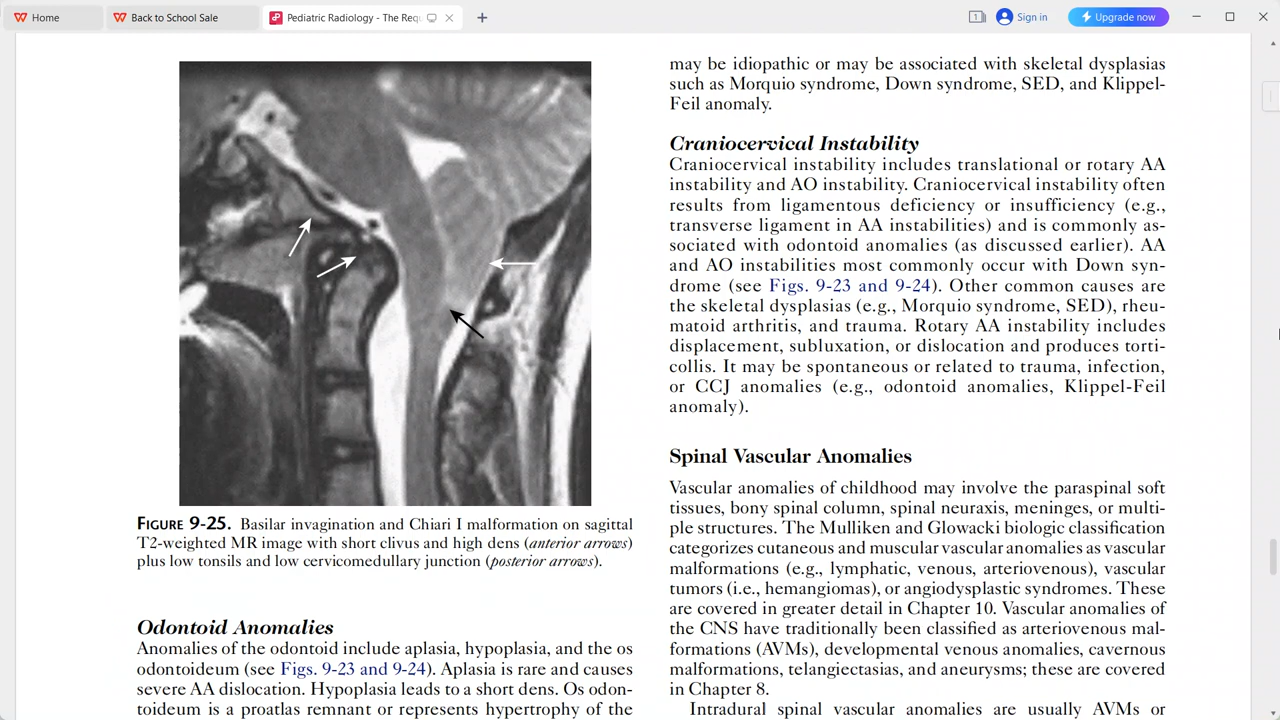 Home
Back to School Sale
Pediatric Radiology - The Requ
1
Sign in
Upgrade now
FIGURE 9-25. Basilar invagination and Chiari I malformation on sagittal
T2-weighted MR image with short clivus and high dens (anterior arrows)
plus low tonsils and low cervicomedullary junction (posterior arrows).
Odontoid Anomalies
Anomalies of the odontoid include aplasia, hypoplasia, and the os
odontoideum (see Figs. 9-23 and 9-24). Aplasia is rare and causes
severe AA dislocation. Hypoplasia leads to a short dens. Os odon-
toideum is a proatlas remnant or represents hypertrophy of the
may be idiopathic or may be associated with skeletal dysplasias
such as Morquio syndrome, Down syndrome, SED, and Klippel-
Feil anomaly.
Craniocervical Instability
Craniocervical instability includes translational or rotary AA
instability and AO instability. Craniocervical instability often
results from ligamentous deficiency or insufficiency (e.g.,
transverse ligament in AA instabilities) and is commonly as-
sociated with odontoid anomalies (as discussed earlier). AA
and AO instabilities most commonly occur with Down syn-
drome (see Figs. 9-23 and 9-24). Other common causes are
the skeletal dysplasias (e.g., Morquio syndrome, SED), rheu-
matoid arthritis, and trauma. Rotary AA instability includes
displacement, subluxation, or dislocation and produces torti-
collis. It may be spontaneous or related to trauma, infection,
or CCJ anomalies (e.g., odontoid anomalies, Klippel-Feil
anomaly).
Spinal Vascular Anomalies
Vascular anomalies of childhood may involve the paraspinal soft
tissues, bony spinal column, spinal neuraxis, meninges, or multi-
ple structures. The Mulliken and Glowacki biologic classification
categorizes cutaneous and muscular vascular anomalies as vascular
malformations (e.g., lymphatic, venous, arteriovenous), vascular
tumors (i.e., hemangiomas), or angiodysplastic syndromes. These
are covered in greater detail in Chapter 10. Vascular anomalies of
the CNS have traditionally been classified as arteriovenous mal-
formations (AVMs), developmental venous anomalies, cavernous
malformations, telangiectasias, and aneurysms; these are covered
in Chapter 8.
Intradural spinal vascular anomalies are usually AVMs or